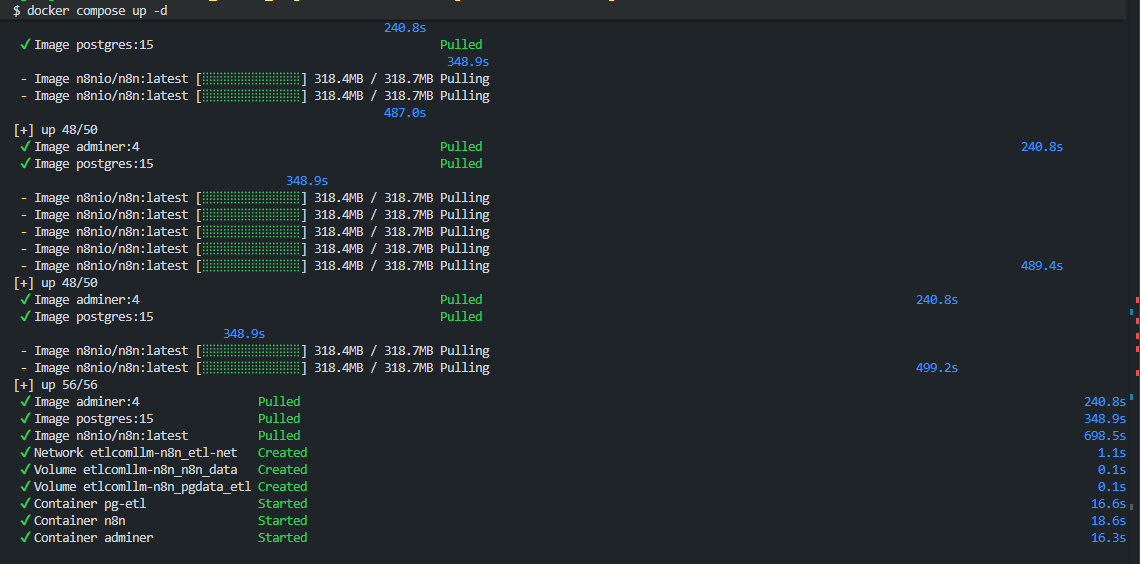 $ docker compose up -d
240.8s
✓ Image postgres:15 Pulled
348.9s
- Image n8nio/n8n:latest [⣿⣿⣿⣿⣿⣿⣿⣿⣿⣿⣿⣿⣿⣿] 318.4MB / 318.7MB Pulling
- Image n8nio/n8n:latest [⣿⣿⣿⣿⣿⣿⣿⣿⣿⣿⣿⣿⣿⣿] 318.4MB / 318.7MB Pulling
487.0s
[+] up 48/50
✓ Image adminer:4 Pulled 240.8s
✓ Image postgres:15 Pulled
348.9s
- Image n8nio/n8n:latest [⣿⣿⣿⣿⣿⣿⣿⣿⣿⣿⣿⣿⣿⣿] 318.4MB / 318.7MB Pulling
- Image n8nio/n8n:latest [⣿⣿⣿⣿⣿⣿⣿⣿⣿⣿⣿⣿⣿⣿] 318.4MB / 318.7MB Pulling
- Image n8nio/n8n:latest [⣿⣿⣿⣿⣿⣿⣿⣿⣿⣿⣿⣿⣿⣿] 318.4MB / 318.7MB Pulling
- Image n8nio/n8n:latest [⣿⣿⣿⣿⣿⣿⣿⣿⣿⣿⣿⣿⣿⣿] 318.4MB / 318.7MB Pulling
- Image n8nio/n8n:latest [⣿⣿⣿⣿⣿⣿⣿⣿⣿⣿⣿⣿⣿⣿] 318.4MB / 318.7MB Pulling 489.4s
[+] up 48/50
✓ Image adminer:4 Pulled 240.8s
✓ Image postgres:15 Pulled
348.9s
- Image n8nio/n8n:latest [⣿⣿⣿⣿⣿⣿⣿⣿⣿⣿⣿⣿⣿⣿] 318.4MB / 318.7MB Pulling
- Image n8nio/n8n:latest [⣿⣿⣿⣿⣿⣿⣿⣿⣿⣿⣿⣿⣿⣿] 318.4MB / 318.7MB Pulling 499.2s
[+] up 56/56
✓ Image adminer:4 Pulled 240.8s
✓ Image postgres:15 Pulled 348.9s
✓ Image n8nio/n8n:latest Pulled 698.5s
✓ Network etlcomllm-n8n_etl-net Created 1.1s
✓ Volume etlcomllm-n8n_n8n_data Created 0.1s
✓ Volume etlcomllm-n8n_pgdata_etl Created 0.1s
✓ Container pg-etl Started 16.6s
✓ Container n8n Started 18.6s
✓ Container adminer Started 16.3s